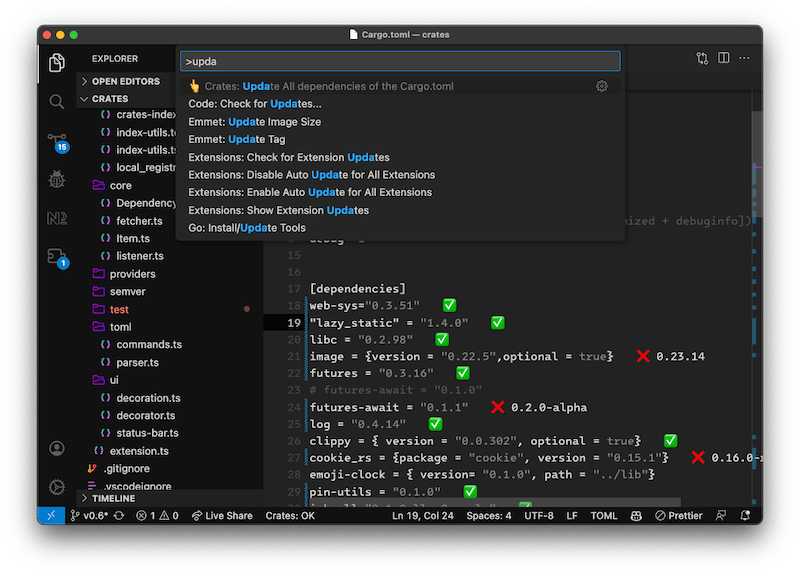 Cargo.toml — crates
EXPLORER
OPEN EDITORS
CRATES
crates-index
index-utils.t
index-utils.t
local_registr
core
Dependency
fetcher.ts
Item.ts
listener.ts
providers
semver
test
toml
commands.ts
parser.ts
ui
decoration.ts
decorator.ts
status-bar.ts
extension.ts
.gitignore
.vscodeignore
TIMELINE
15
1
>upda
👆 Crates: Update All dependencies of the Cargo.toml
Code: Check for Updates...
Emmet: Update Image Size
Emmet: Update Tag
Extensions: Check for Extension Updates
Extensions: Disable Auto Update for All Extensions
Extensions: Enable Auto Update for All Extensions
Extensions: Show Extension Updates
Go: Install/Update Tools
mized + debuginfo])
15
16
17 [dependencies]
18 web-sys="0.3.51" ✅
19 "lazy_static" = "1.4.0" ✅
20 libc = "0.2.98" ✅
21 image = {version = "0.22.5",optional = true} ❌ 0.23.14
22 futures = "0.3.16" ✅
23 # futures-await = "0.1.0"
24 futures-await = "0.1.1" ❌ 0.2.0-alpha
25 log = "0.4.14" ✅
26 clippy = { version = "0.0.302", optional = true} ✅
27 cookie_rs = {package = "cookie", version = "0.15.1"} ❌ 0.16.0-r
28 emoji-clock = { version= "0.1.0", path = "../lib"}
29 pin-utils = "0.1.0" ✅
v0.6* 1 0 Live Share Crates: OK Ln 19, Col 24 Spaces: 4 UTF-8 LF TOML Prettier